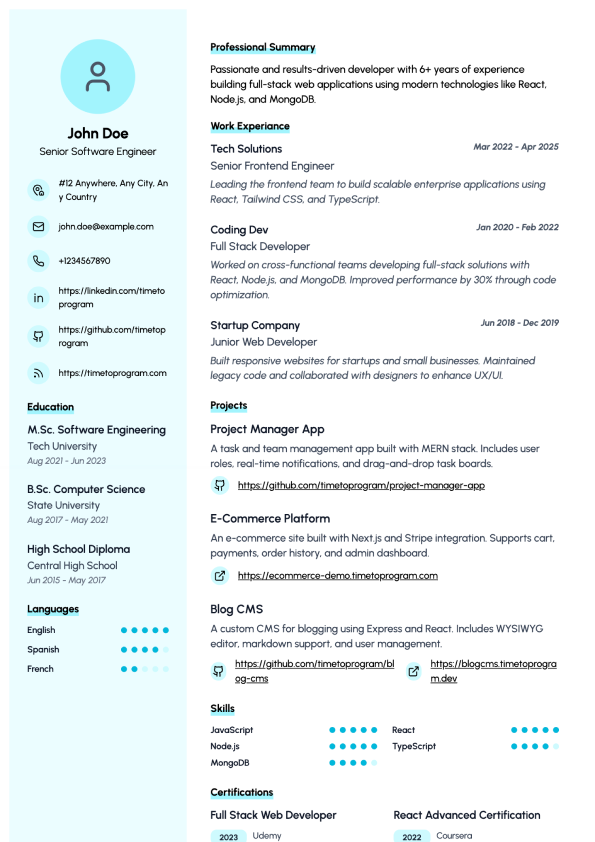 John Doe
Senior Software Engineer
#12 Anywhere, Any City, An
y Country
john.doe@example.com
+1234567890
https://linkedin.com/timeto
program
https://github.com/timetop
rogram
https://timetoprogram.com
Education
M.Sc. Software Engineering
Tech University
Aug 2021 - Jun 2023
B.Sc. Computer Science
State University
Aug 2017 - May 2021
High School Diploma
Central High School
Jun 2015 - May 2017
Languages
English
Spanish
French
Professional Summary
Passionate and results-driven developer with 6+ years of experience
building full-stack web applications using modern technologies like React,
Node.js, and MongoDB.
Work Experiance
Tech Solutions
Mar 2022 - Apr 2025
Senior Frontend Engineer
Leading the frontend team to build scalable enterprise applications using
React, Tailwind CSS, and TypeScript.
Coding Dev
Jan 2020 - Feb 2022
Full Stack Developer
Worked on cross-functional teams developing full-stack solutions with
React, Node.js, and MongoDB. Improved performance by 30% through code
optimization.
Startup Company
Jun 2018 - Dec 2019
Junior Web Developer
Built responsive websites for startups and small businesses. Maintained
legacy code and collaborated with designers to enhance UX/UI.
Projects
Project Manager App
A task and team management app built with MERN stack. Includes user
roles, real-time notifications, and drag-and-drop task boards.
https://github.com/timetoprogram/project-manager-app
E-Commerce Platform
An e-commerce site built with Next.js and Stripe integration. Supports cart,
payments, order history, and admin dashboard.
https://ecommerce-demo.timetoprogram.com
Blog CMS
A custom CMS for blogging using Express and React. Includes WYSIWYG
editor, markdown support, and user management.
https://github.com/timetoprogram/bl
og-cms
https://blogcms.timetoprogra
m.dev
Skills
JavaScript
React
Node.js
TypeScript
MongoDB
Certifications
Full Stack Web Developer
2023 Udemy
React Advanced Certification
2022 Coursera